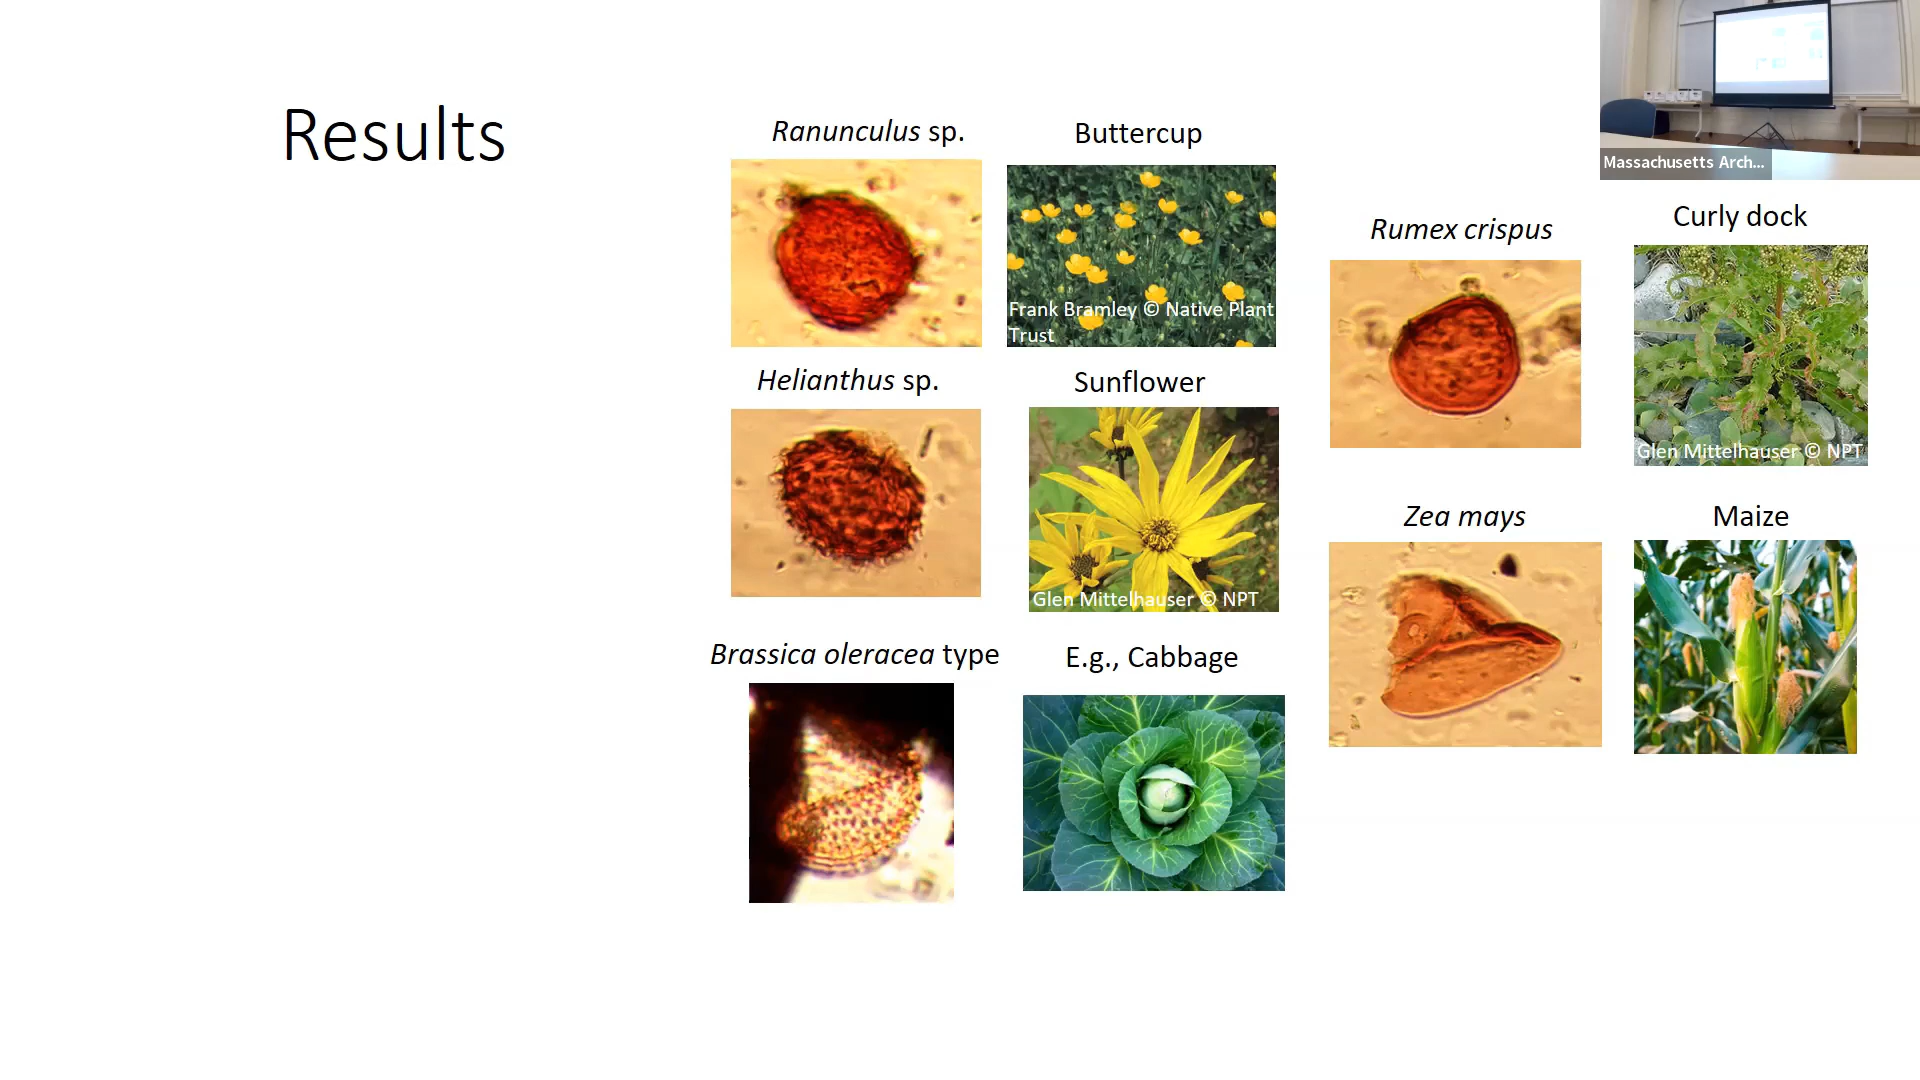 Results
Ranunculus sp.
Buttercup
Frank Bramley © Native Plant
Trust
Helianthus sp.
Sunflower
Glen Mittelhauser © NPT
Brassica oleracea type
E.g., Cabbage
Massachusetts Arch...
Rumex crispus
Curly dock
Glen Mittelhauser © NPT
Zea mays
Maize